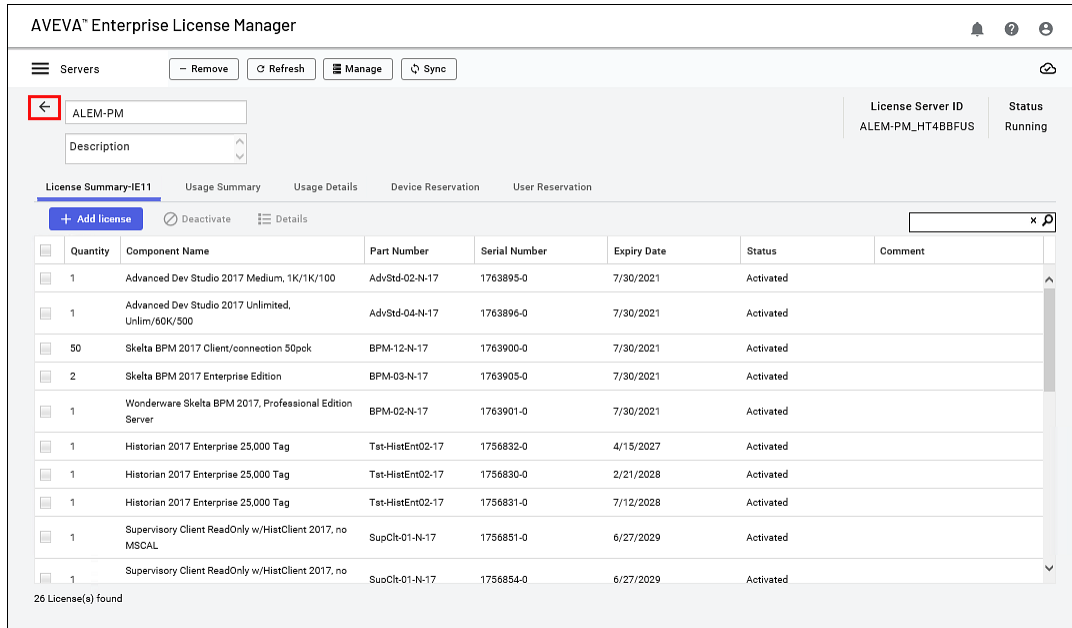 AVEVA™ Enterprise License Manager
Servers − Remove Refresh Manage Sync
ALEM-PM
License Server ID Status
ALEM-PM_HT4BBFUS Running
Description
License Summary-IE11 Usage Summary Usage Details Device Reservation User Reservation
+ Add license Deactivate Details
Quantity Component Name Part Number Serial Number Expiry Date Status Comment
1 Advanced Dev Studio 2017 Medium, 1K/1K/100 AdvStd-02-N-17 1763895-0 7/30/2021 Activated
Advanced Dev Studio 2017 Unlimited,
1 Unlim/60K/500 AdvStd-04-N-17 1763896-0 7/30/2021 Activated
50 Skelta BPM 2017 Client/connection 50pck BPM-12-N-17 1763900-0 7/30/2021 Activated
2 Skelta BPM 2017 Enterprise Edition BPM-03-N-17 1763905-0 7/30/2021 Activated
Wonderware Skelta BPM 2017, Professional Edition
1 Server BPM-02-N-17 1763901-0 7/30/2021 Activated
1 Historian 2017 Enterprise 25,000 Tag Tst-HistEnt02-17 1756832-0 4/15/2027 Activated
1 Historian 2017 Enterprise 25,000 Tag Tst-HistEnt02-17 1756830-0 2/21/2028 Activated
1 Historian 2017 Enterprise 25,000 Tag Tst-HistEnt02-17 1756831-0 7/12/2028 Activated
Supervisory Client ReadOnly w/HistClient 2017, no
1 MSCAL SupClt-01-N-17 1756851-0 6/27/2029 Activated
Supervisory Client ReadOnly w/HistClient 2017, no
1 SupClt-01-N-17 1756854-0 6/27/2029 Activated
26 License(s) found